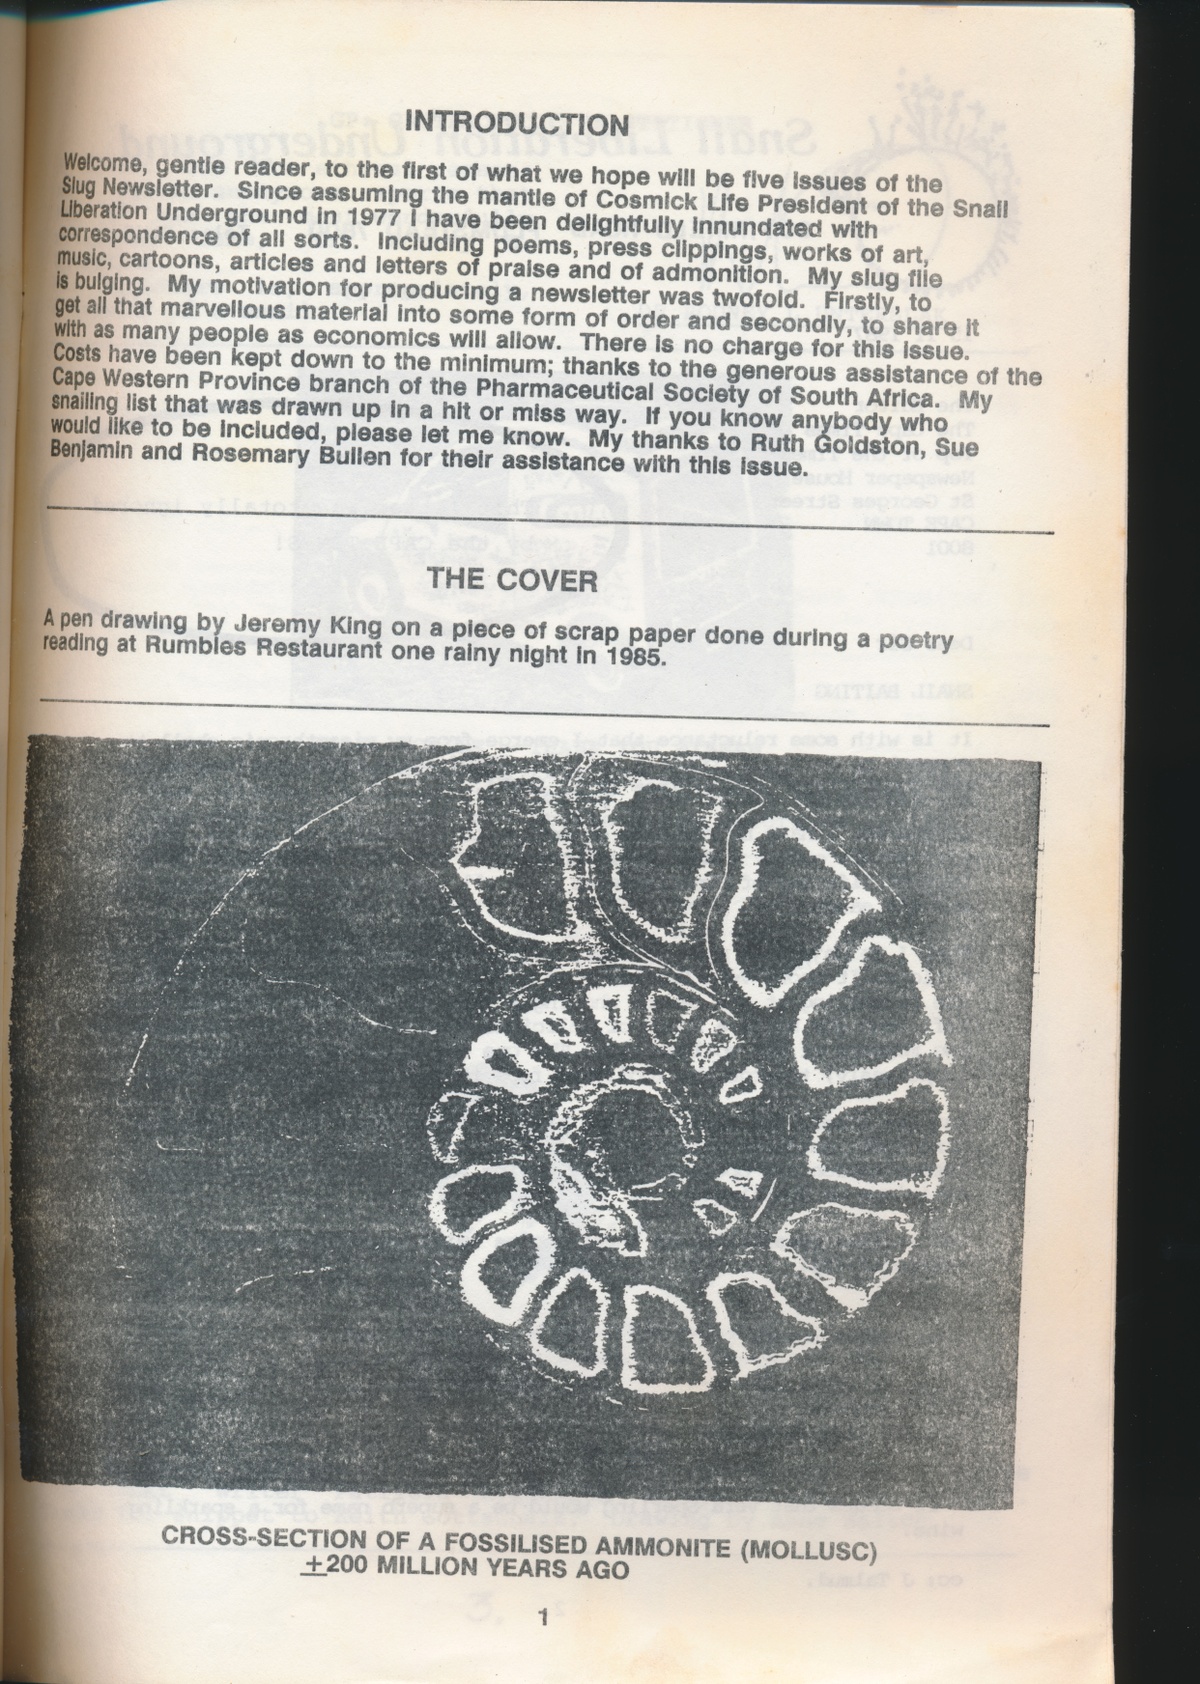 INTRODUCTION
Welcome, gentle reader, to the first of what we hope will be five issues of the
Slug Newsletter. Since assuming the mantle of Cosmick Life President of the Snail
Liberation Underground in 1977 I have been delightfully innundated with
correspondence of all sorts. Including poems, press clippings, works of art,
music, cartoons, articles and letters of praise and of admonition. My slug file
is bulging. My motivation for producing a newsletter was twofold. Firstly, to
get all that marvellous material into some form of order and secondly, to share it
with as many people as economics will allow. There is no charge for this issue.
Costs have been kept down to the minimum; thanks to the generous assistance of the
Cape Western Province branch of the Pharmaceutical Society of South Africa. My
snailing list that was drawn up in a hit or miss way. If you know anybody who
would like to be included, please let me know. My thanks to Ruth Goldston, Sue
Benjamin and Rosemary Bullen for their assistance with this issue.
THE COVER
A pen drawing by Jeremy King on a piece of scrap paper done during a poetry
reading at Rumbles Restaurant one rainy night in 1985.
CROSS-SECTION OF A FOSSILISED AMMONITE (MOLLUSC)
±200 MILLION YEARS AGO
1